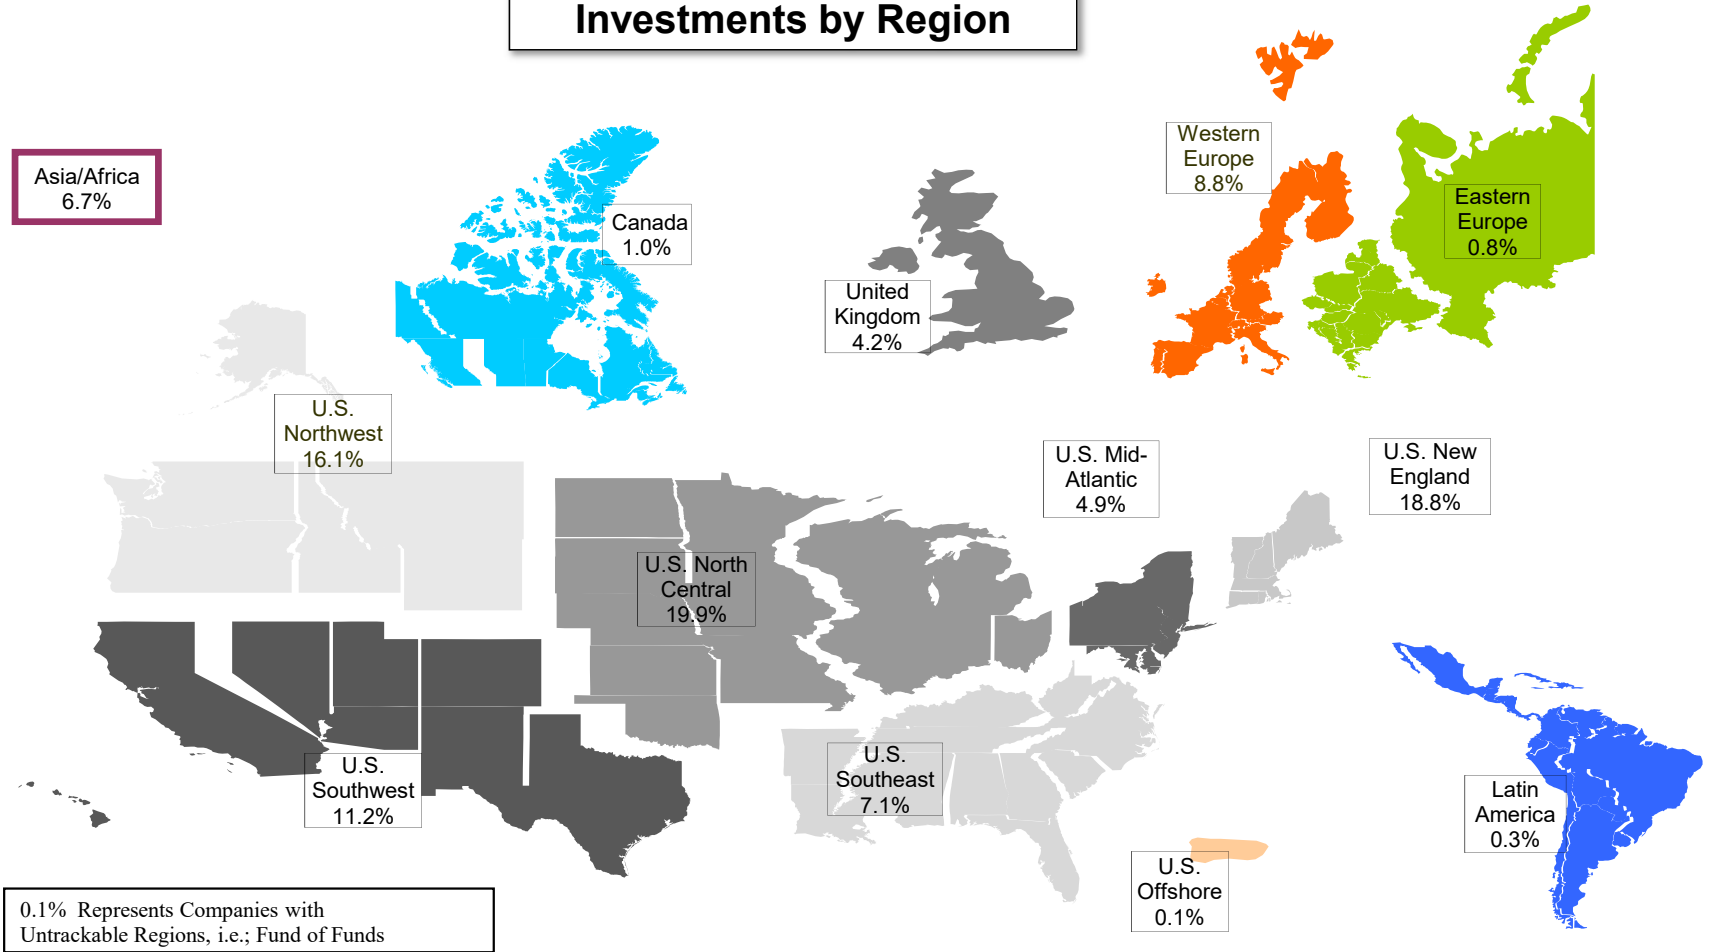 Investments by Region
Asia/Africa
6.7%
Canada
1.0%
United
Kingdom
4.2%
Western
Europe
8.8%
Eastern
Europe
0.8%
U.S.
Northwest
16.1%
U.S. North
Central
19.9%
U.S. Mid-
Atlantic
4.9%
U.S. New
England
18.8%
U.S.
Southwest
11.2%
U.S.
Southeast
7.1%
U.S.
Offshore
0.1%
Latin
America
0.3%
0.1%  Represents Companies with
Untrackable Regions, i.e.; Fund of Funds